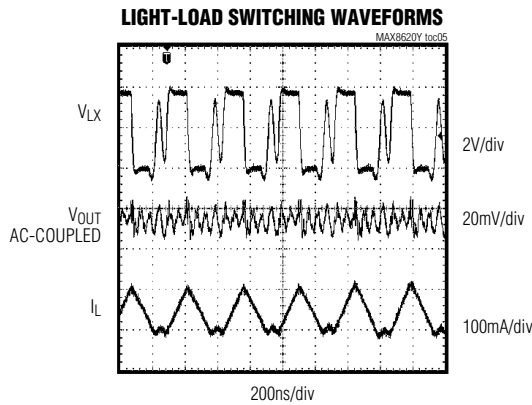 LIGHT-LOAD SWITCHING WAVEFORMS
MAX8620Y toc05
VLX
2V/div
VOUT
AC-COUPLED
20mV/div
IL
100mA/div
200ns/div